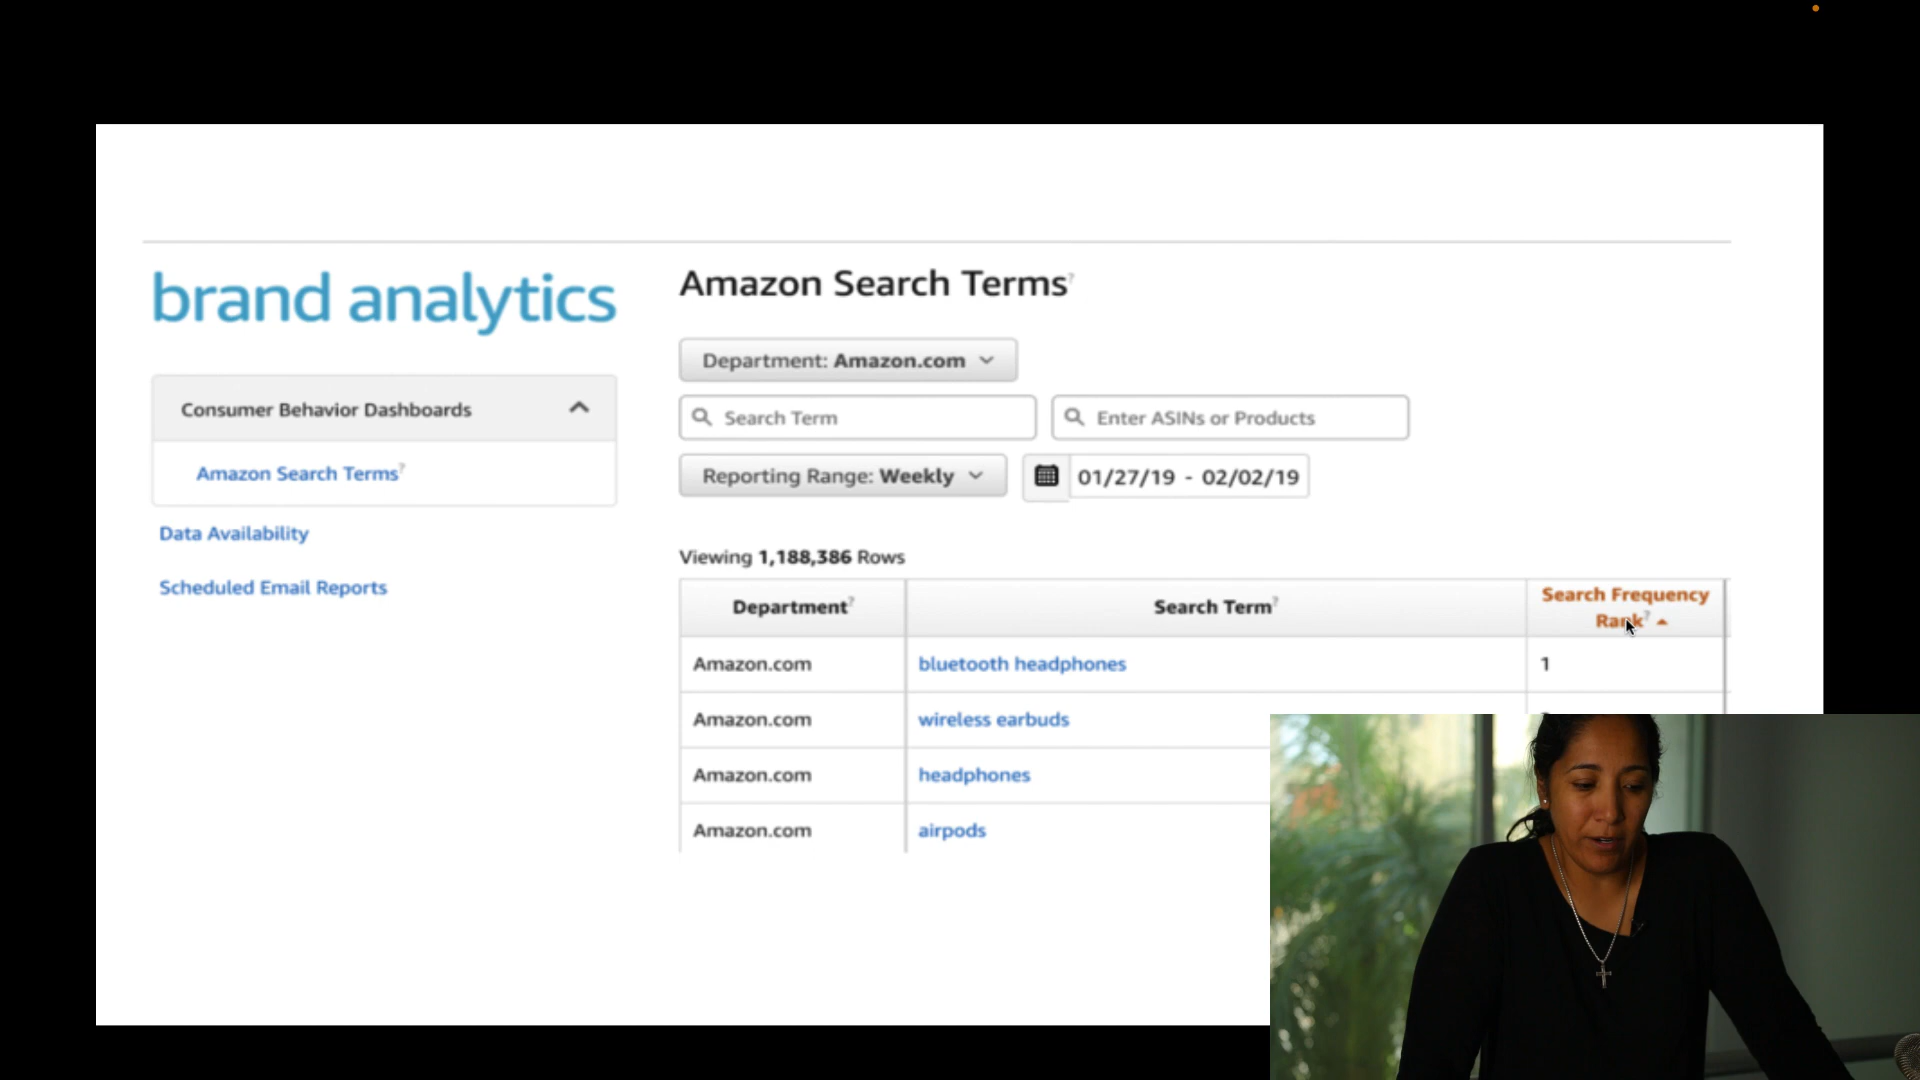 brand analytics
Consumer Behavior Dashboards
Amazon Search Terms?
Data Availability
Scheduled Email Reports
Amazon Search Terms?
Department: Amazon.com
Search Term
Enter ASINs or Products
Reporting Range: Weekly
01/27/19 - 02/02/19
Viewing 1,188,386 Rows
Department? Search Term? Search Frequency
Rank?
Amazon.com bluetooth headphones 1
Amazon.com wireless earbuds
Amazon.com headphones
Amazon.com airpods